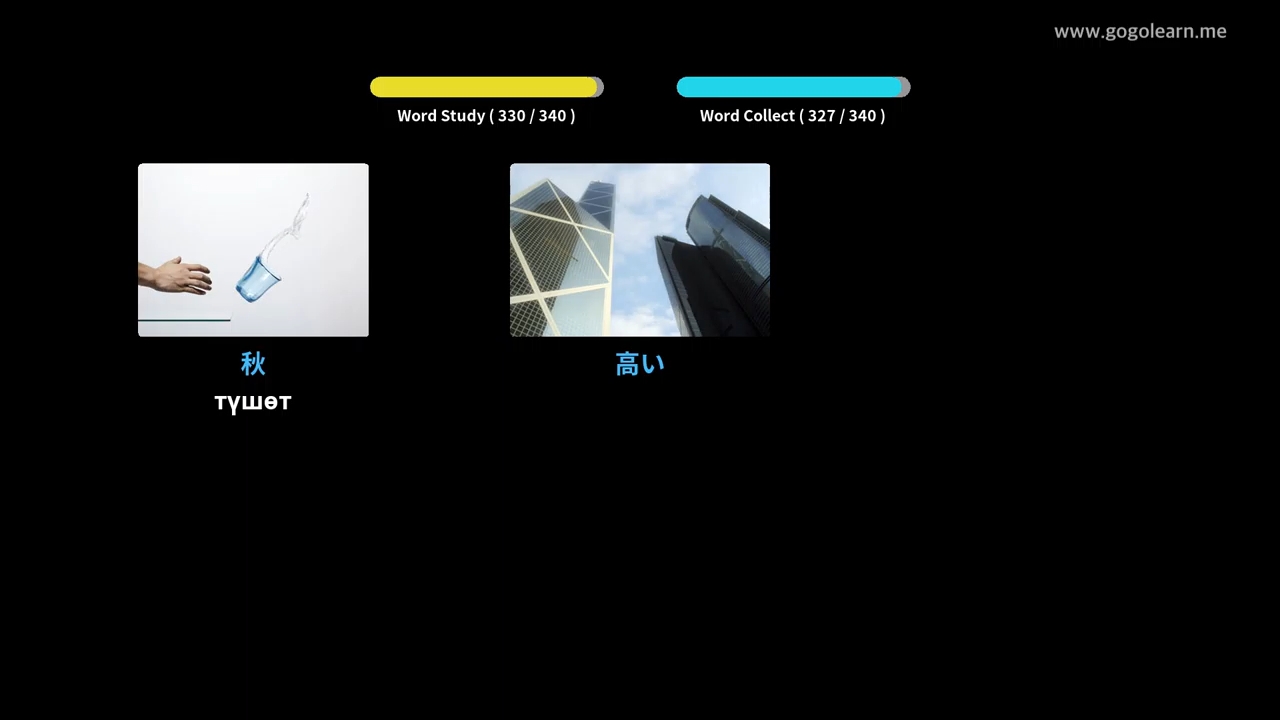 www.gogolearn.me
Word Study ( 330 / 340 )
Word Collect ( 327 / 340 )
秋
高い
түшөт